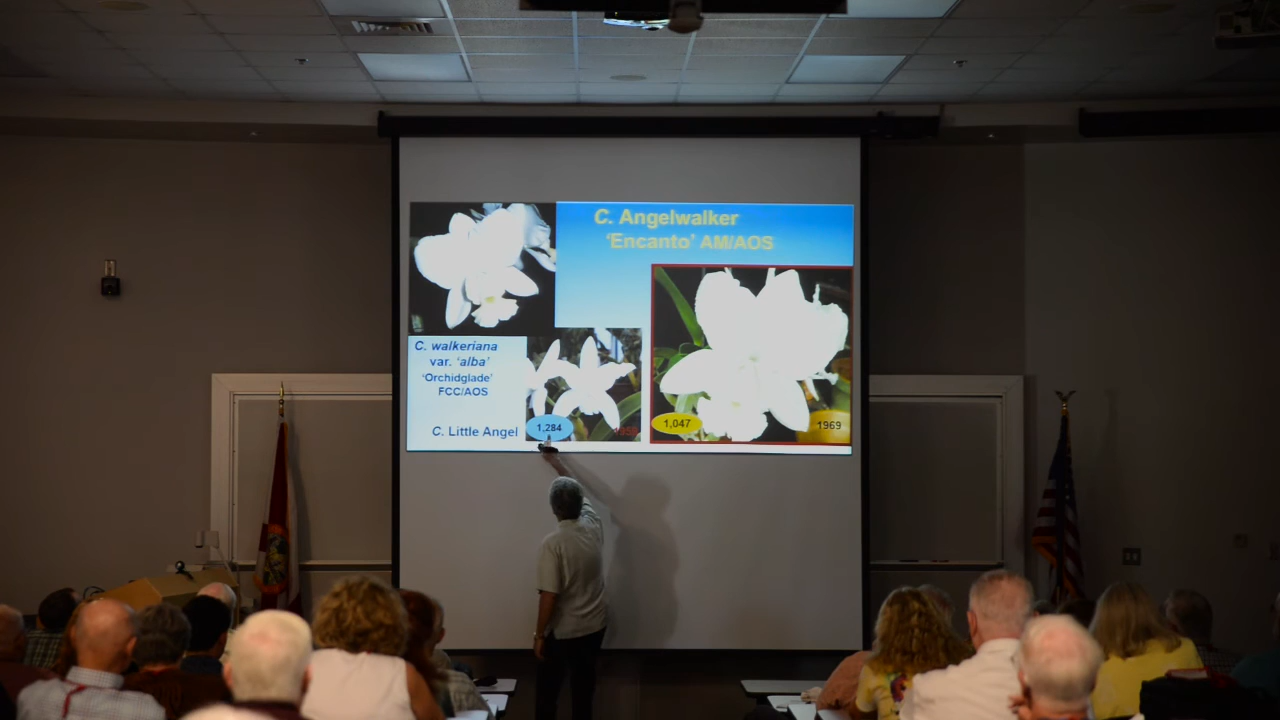 C. Angelwalker
'Encanto' AM/AOS
C. walkeriana
var. 'alba'
'Orchidglade'
FCC/AOS
C. Little Angel
1,284
1,047
1969